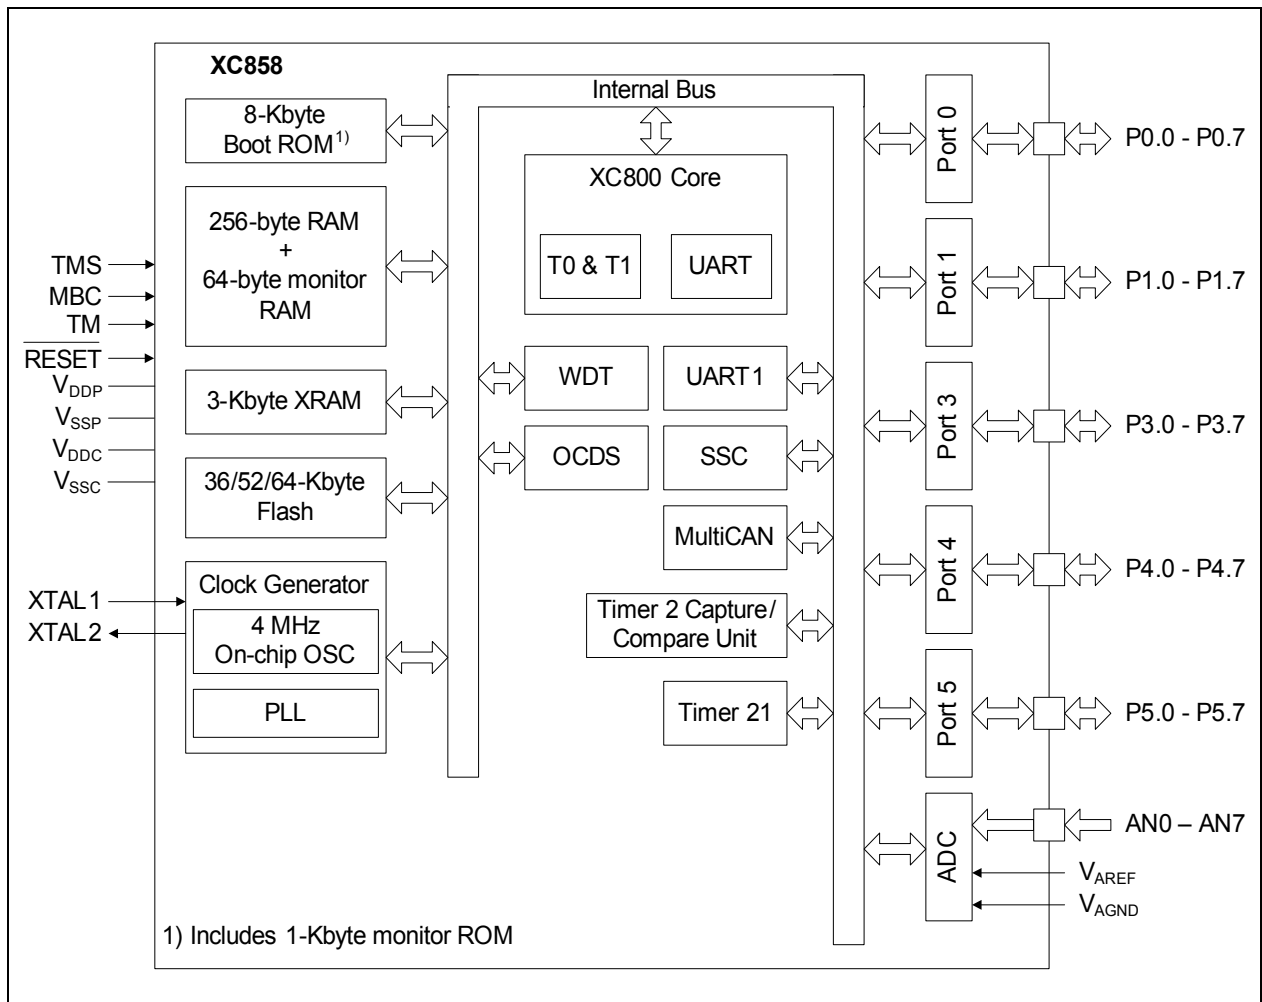 XC858
8-Kbyte
Boot ROM1)
256-byte RAM
+
64-byte monitor
RAM
3-Kbyte XRAM
36/52/64-Kbyte
Flash
Clock Generator
4 MHz
On-chip OSC
PLL
TMS
MBC
TM
RESET
VDDP
VSSP
VDDC
VSSC
XTAL1
XTAL2
Internal Bus
XC800 Core
T0 & T1
UART
WDT
UART1
OCDS
SSC
MultiCAN
Timer 2 Capture/
Compare Unit
Timer 21
Port 0
Port 1
Port 3
Port 4
Port 5
ADC
P0.0 - P0.7
P1.0 - P1.7
P3.0 - P3.7
P4.0 - P4.7
P5.0 - P5.7
AN0 – AN7
VAREF
VAGND
1) Includes 1-Kbyte monitor ROM